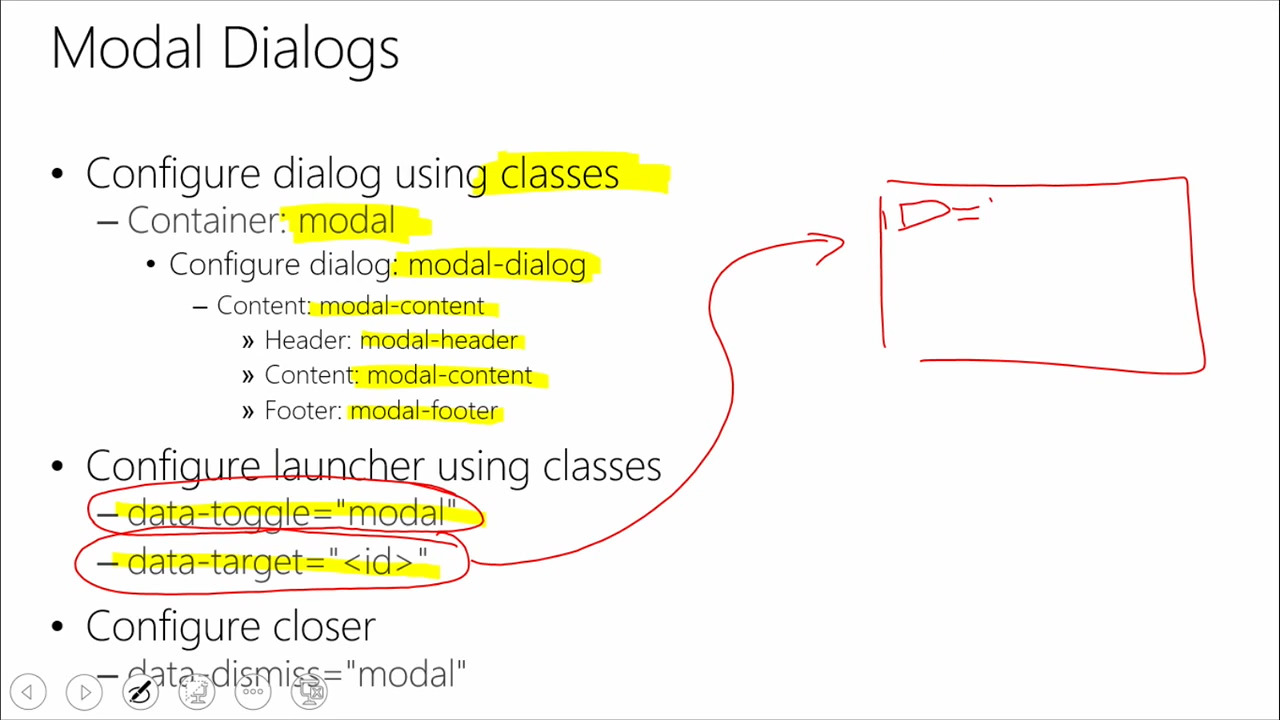 Modal Dialogs
• Configure dialog using classes
– Container: modal
• Configure dialog: modal-dialog
– Content: modal-content
» Header: modal-header
» Content: modal-content
» Footer: modal-footer
• Configure launcher using classes
– data-toggle="modal"
– data-target="<id>"
• Configure closer
– data-dismiss="modal"
ID='